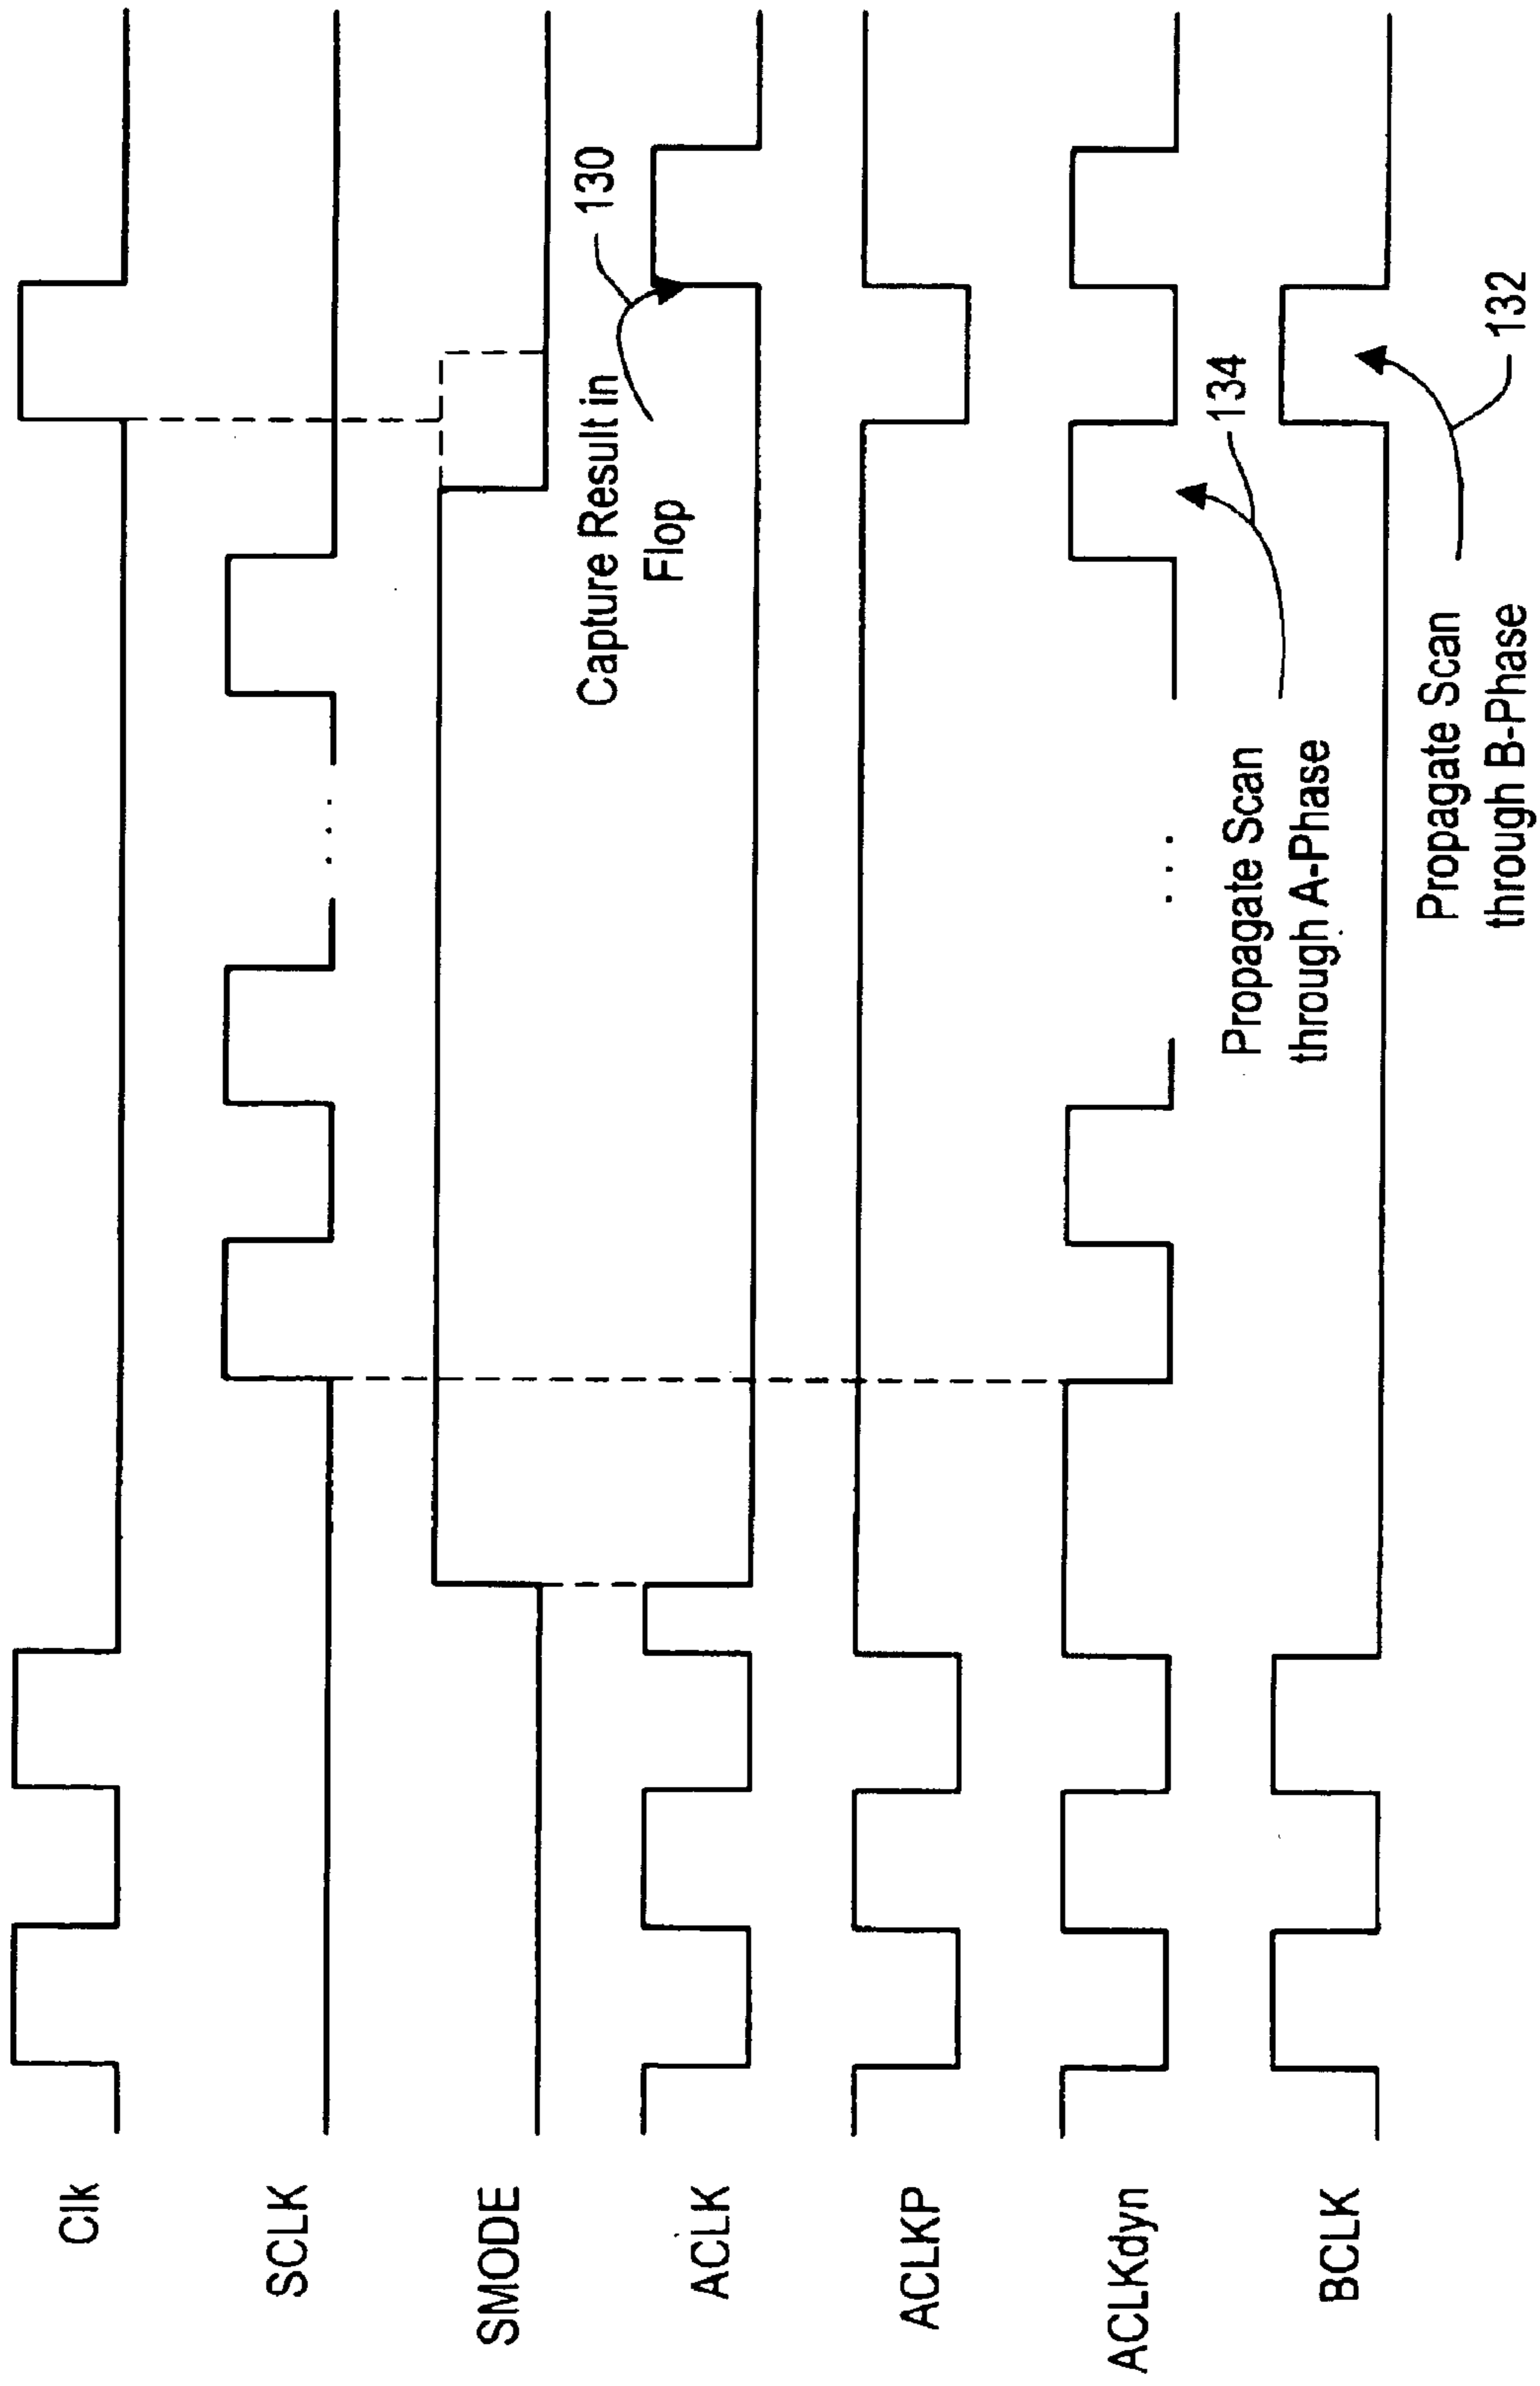 Clk
SCLK
SMODE
ACLK
ACLKP
ACLKdyn
BCLK
Capture Result in
Flop
130
. . .
. . .
Propagate Scan
through A-Phase
134
Propagate Scan
through B-Phase
132